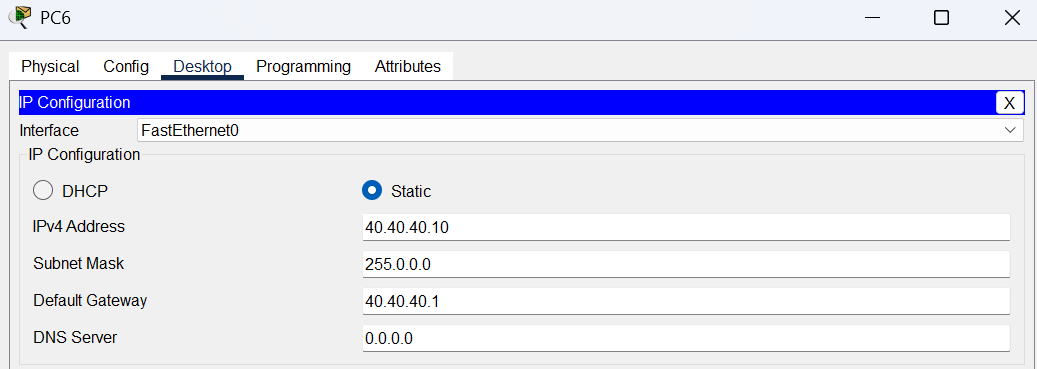 PC6
Physical Config Desktop Programming Attributes
IP Configuration X
Interface FastEthernet0
IP Configuration
DHCP Static
IPv4 Address 40.40.40.10
Subnet Mask 255.0.0.0
Default Gateway 40.40.40.1
DNS Server 0.0.0.0